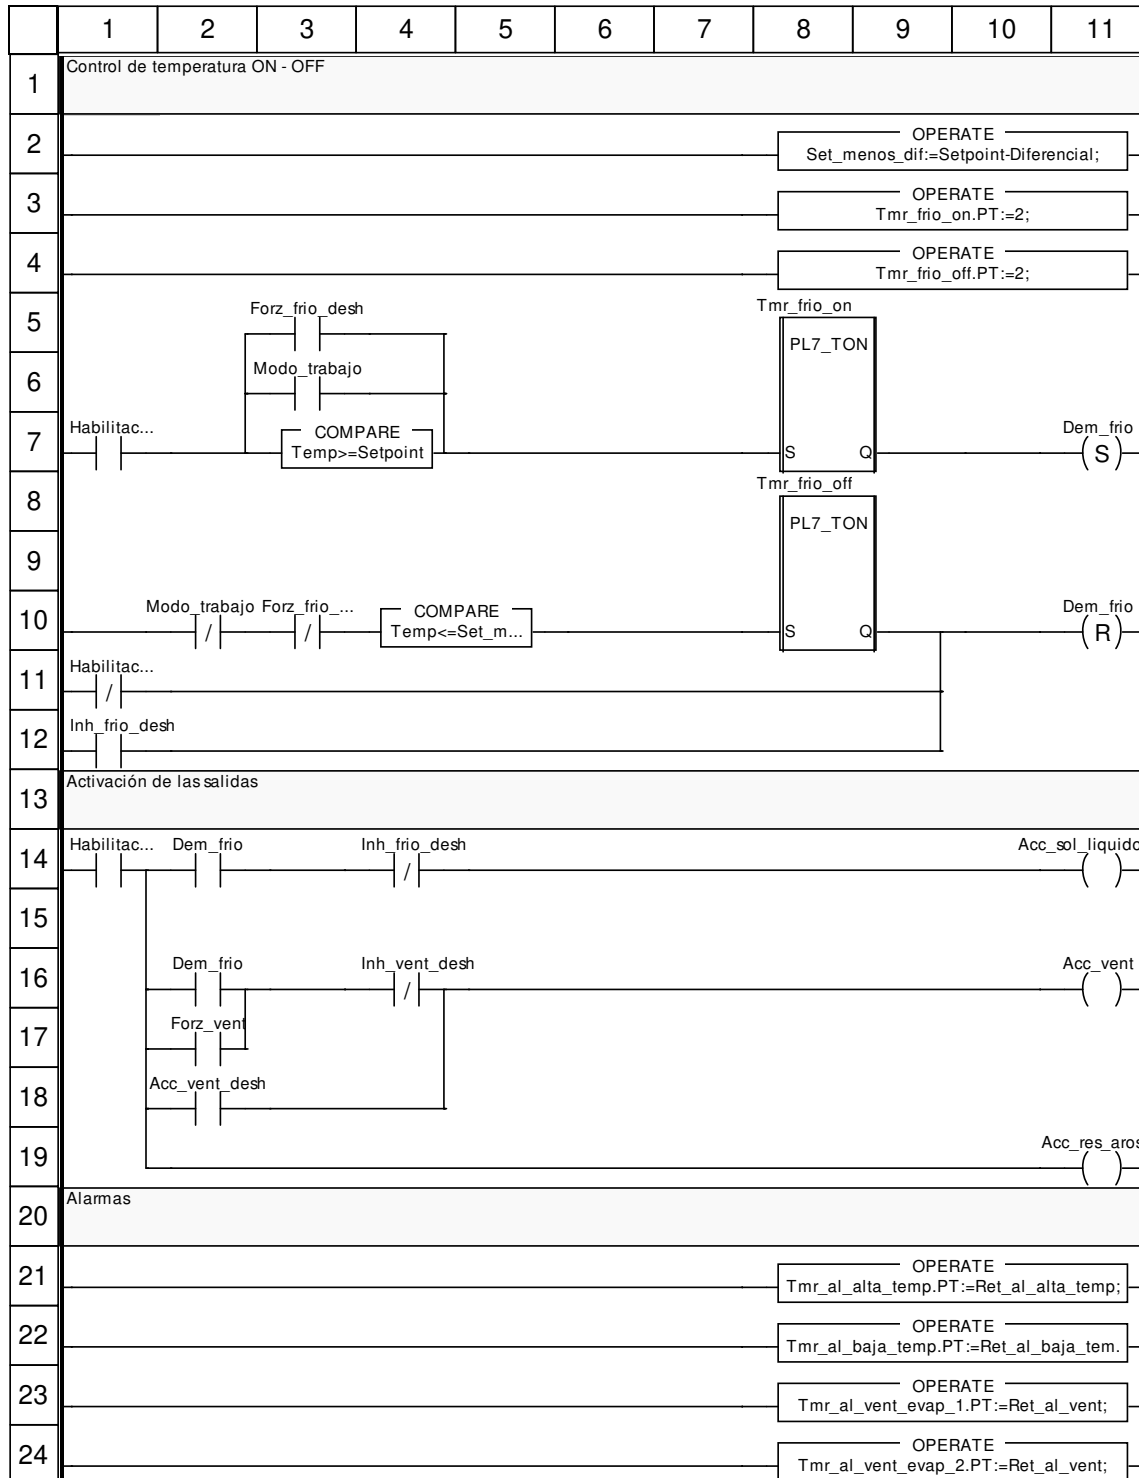 1 2 3 4 5 6 7 8 9 10 11
1 Control de temperatura ON - OFF
2 OPERATE
Set_menos_dif:=Setpoint-Diferencial;
3 OPERATE
Tmr_frio_on.PT:=2;
4 OPERATE
Tmr_frio_off.PT:=2;
5 Forz_frio_desh Tmr_frio_on
PL7_TON
6 Modo_trabajo
7 Habilitac... COMPARE Dem_frio
Temp>=Setpoint S Q S
8 Tmr_frio_off
PL7_TON
9
10 Modo_trabajo Forz_frio_... COMPARE Dem_frio
/ / Temp<=Set_m... S Q R
11 Habilitac...
/
12 Inh_frio_desh
13 Activación de las salidas
14 Habilitac... Dem_frio Inh_frio_desh Acc_sol_liquido
/
15
16 Dem_frio Inh_vent_desh Acc_vent
/
17 Forz_vent
18 Acc_vent_desh
19 Acc_res_aros
20 Alarmas
21 OPERATE
Tmr_al_alta_temp.PT:=Ret_al_alta_temp;
22 OPERATE
Tmr_al_baja_temp.PT:=Ret_al_baja_tem.
23 OPERATE
Tmr_al_vent_evap_1.PT:=Ret_al_vent;
24 OPERATE
Tmr_al_vent_evap_2.PT:=Ret_al_vent;